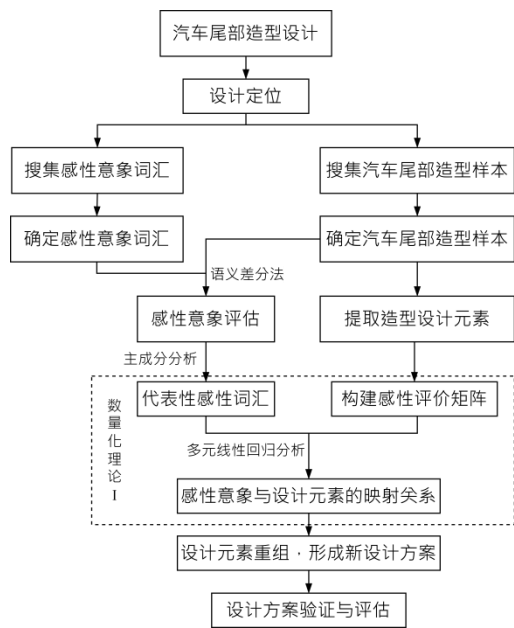 汽车尾部造型设计
设计定位
搜集感性意象词汇
搜集汽车尾部造型样本
确定感性意象词汇
确定汽车尾部造型样本
语义差分法
感性意象评估
提取造型设计元素
主成分分析
数量化理论Ⅰ
代表性感性词汇
构建感性评价矩阵
多元线性回归分析
感性意象与设计元素的映射关系
设计元素重组·形成新设计方案
设计方案验证与评估